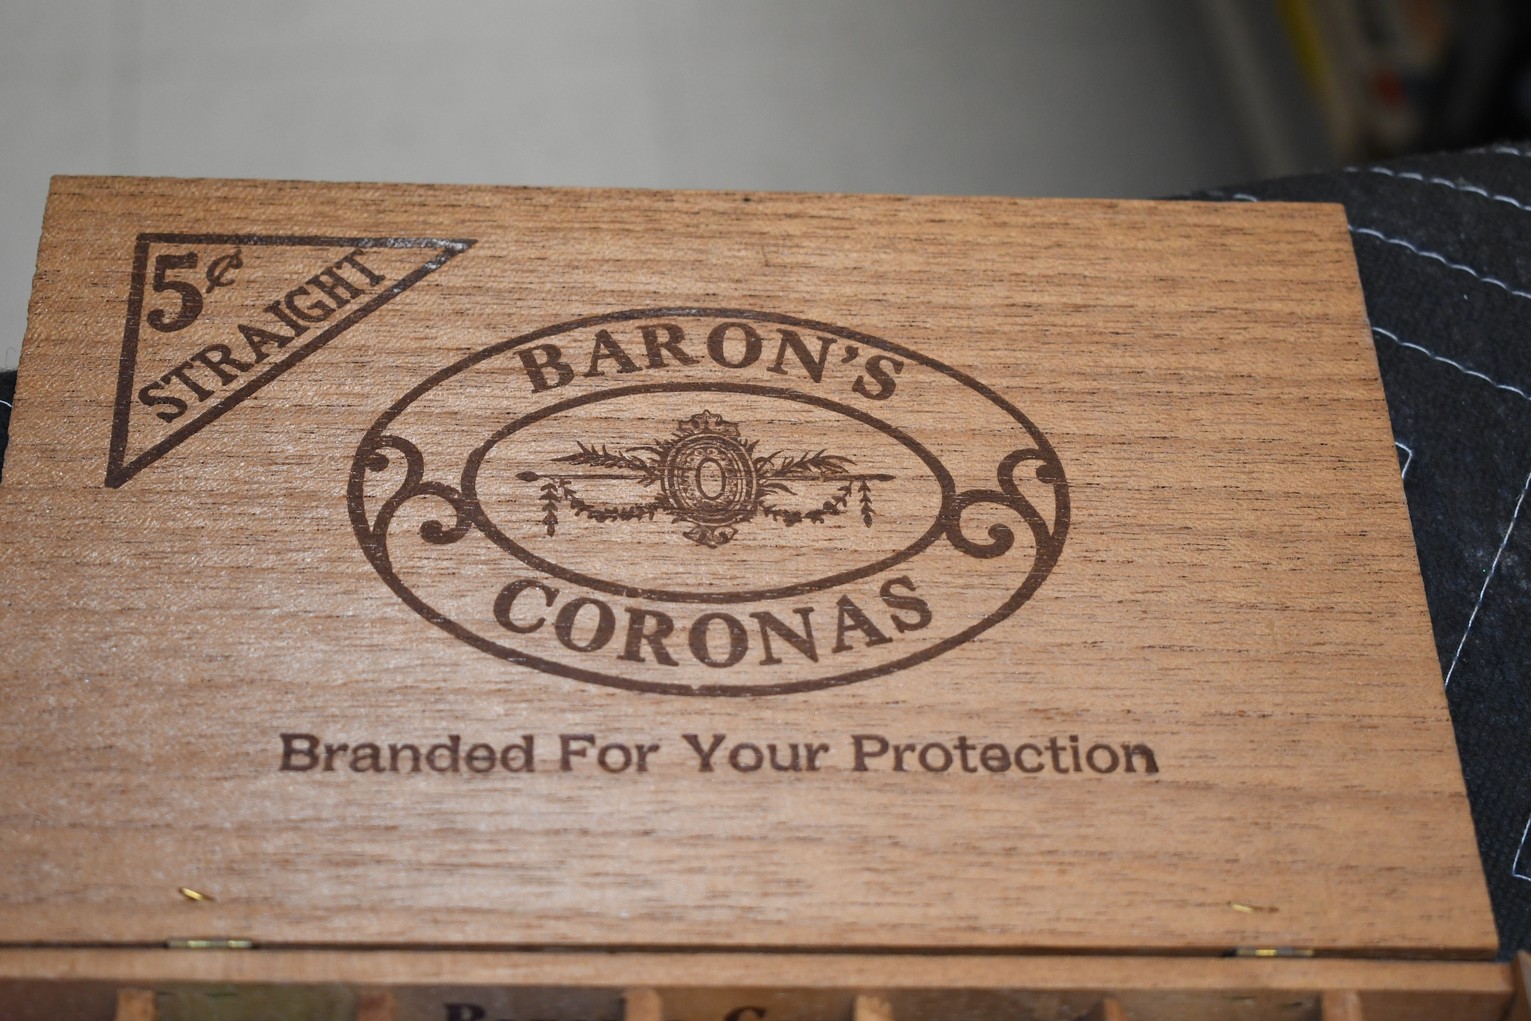 5¢
STRAIGHT
BARON'S
CORONAS
Branded For Your Protection